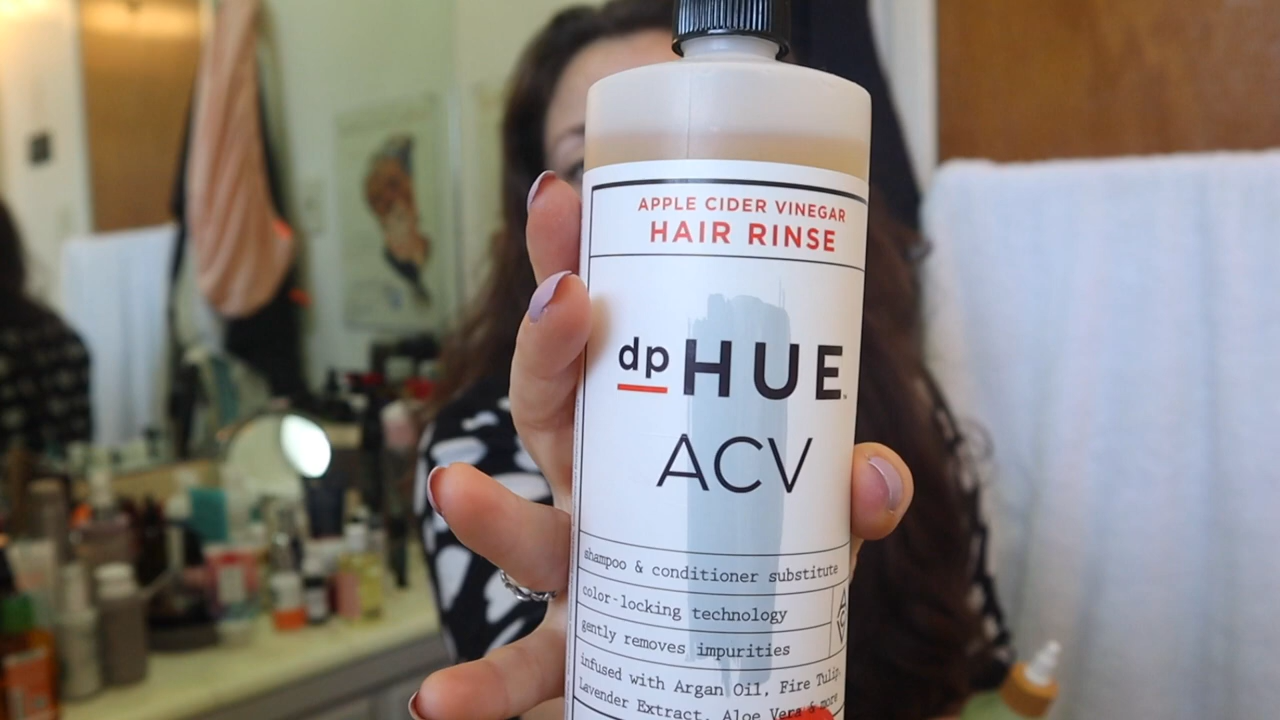 APPLE CIDER VINEGAR
HAIR RINSE
dpHUE
ACV
shampoo & conditioner substitute
color-locking technology
gently removes impurities
infused with Argan Oil, Fire Tulip,
Lavender Extract, Aloe Vera & more
ACV